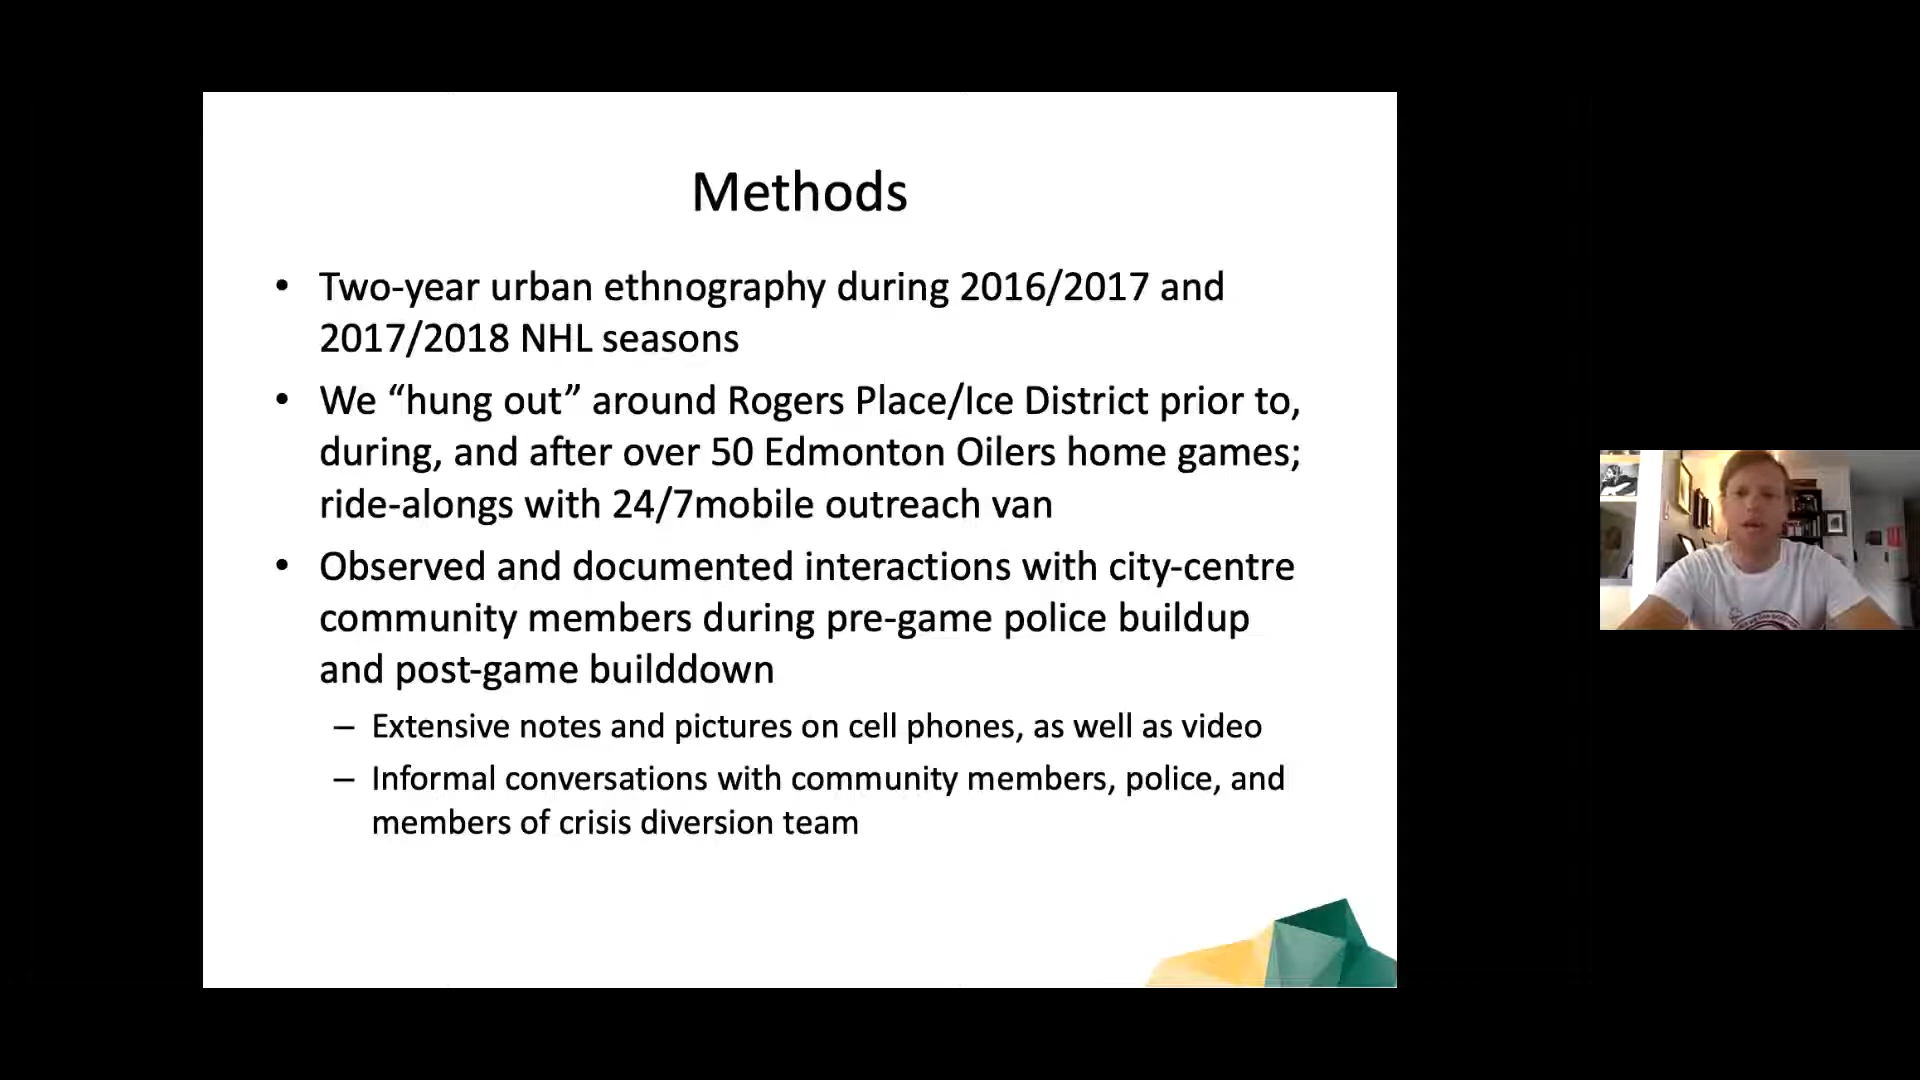 Methods
• Two-year urban ethnography during 2016/2017 and
2017/2018 NHL seasons
• We “hung out” around Rogers Place/Ice District prior to,
during, and after over 50 Edmonton Oilers home games;
ride-alongs with 24/7mobile outreach van
• Observed and documented interactions with city-centre
community members during pre-game police buildup
and post-game builddown
– Extensive notes and pictures on cell phones, as well as video
– Informal conversations with community members, police, and
members of crisis diversion team